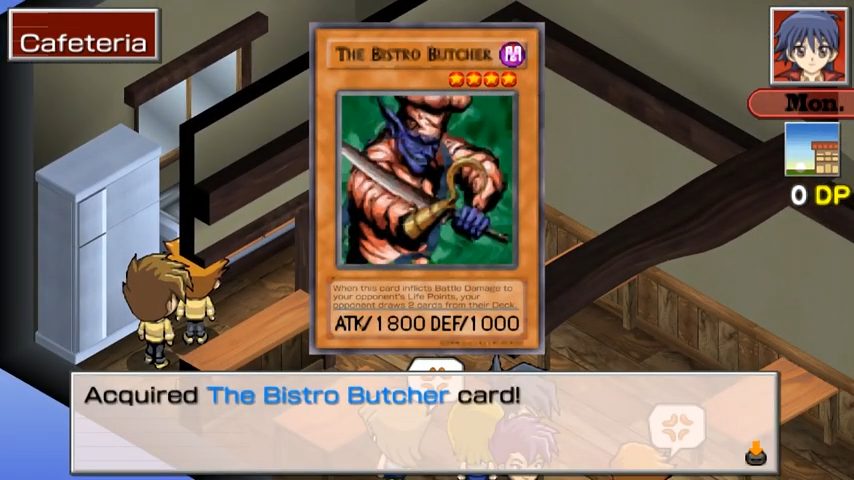 Cafeteria
THE BISTRO BUTCHER
When this card inflicts Battle Damage to
your opponent's Life Points, your
opponent draws 2 cards from their Deck.
ATK/1800 DEF/1000
Mon.
0 DP
Acquired The Bistro Butcher card!